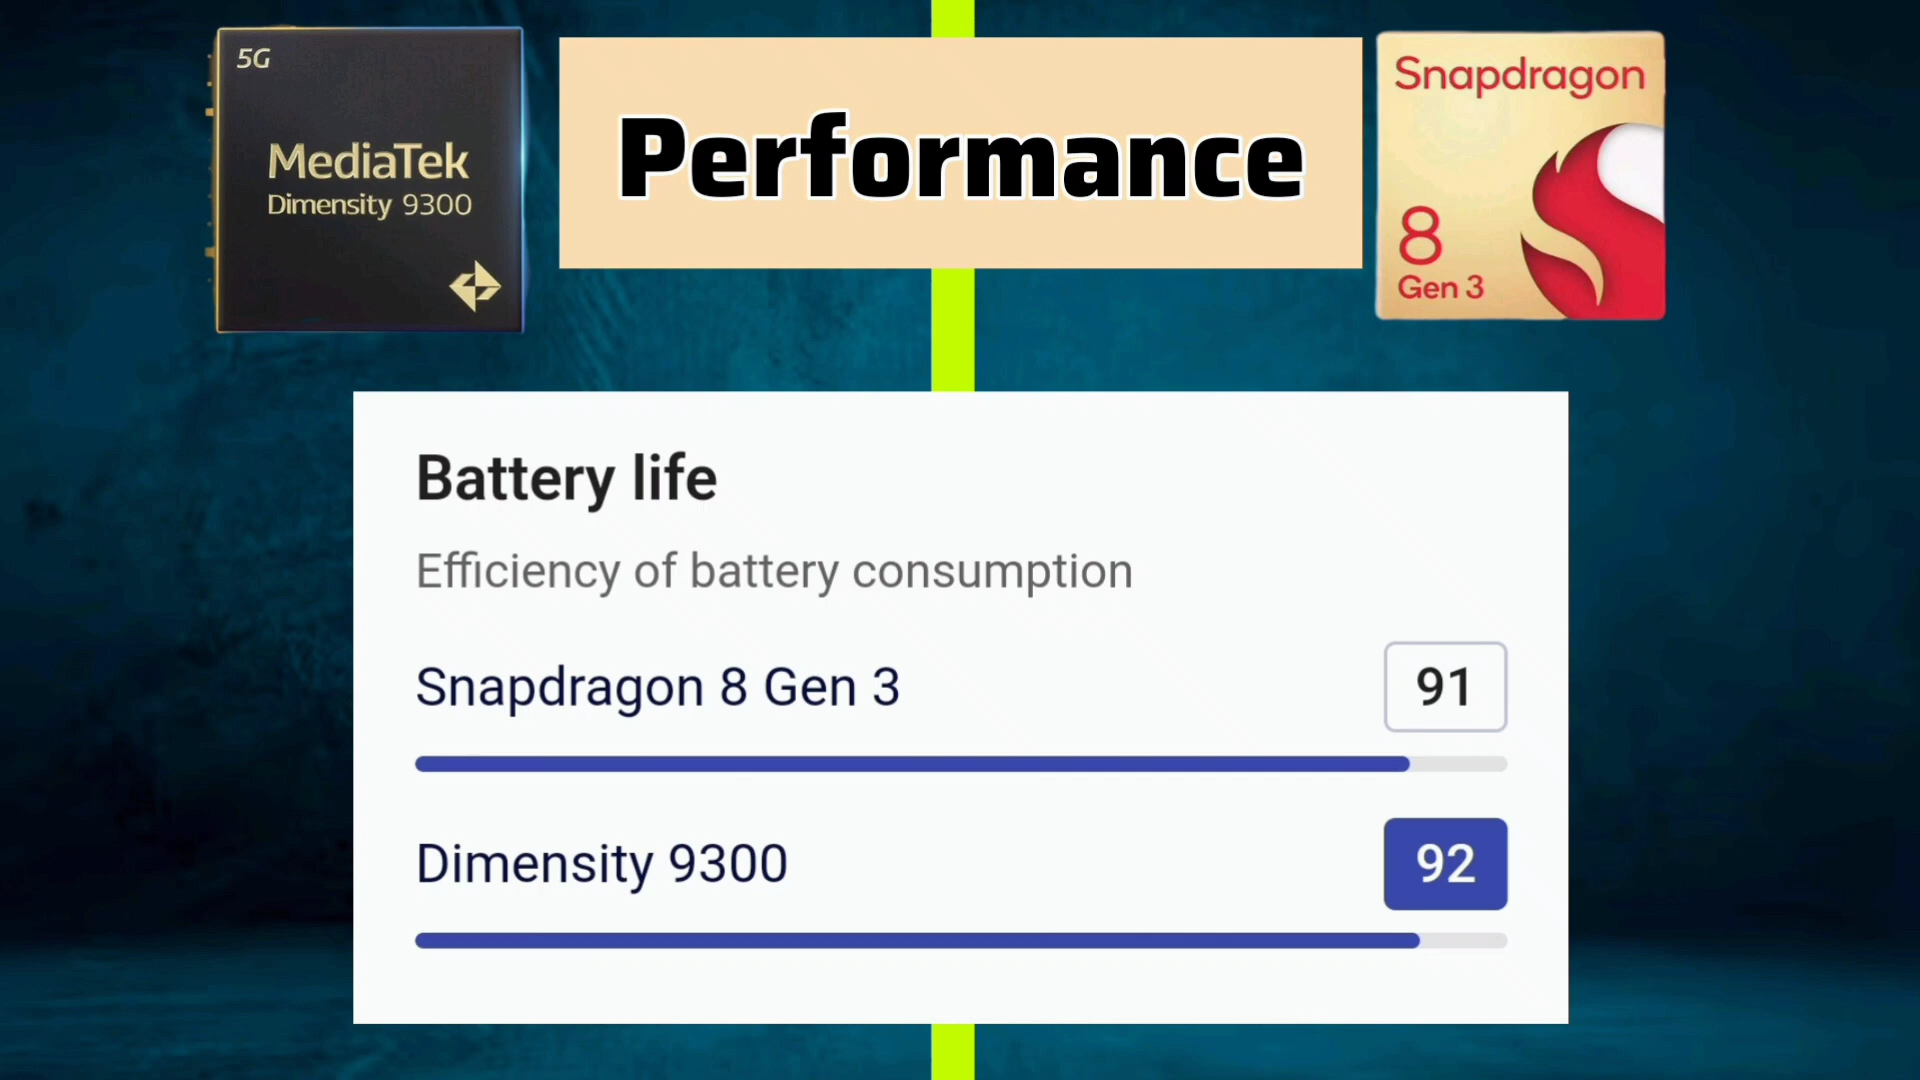 5G
MediaTek
Dimensity 9300
Performance
Snapdragon
8
Gen 3
Battery life
Efficiency of battery consumption
Snapdragon 8 Gen 3
91
Dimensity 9300
92